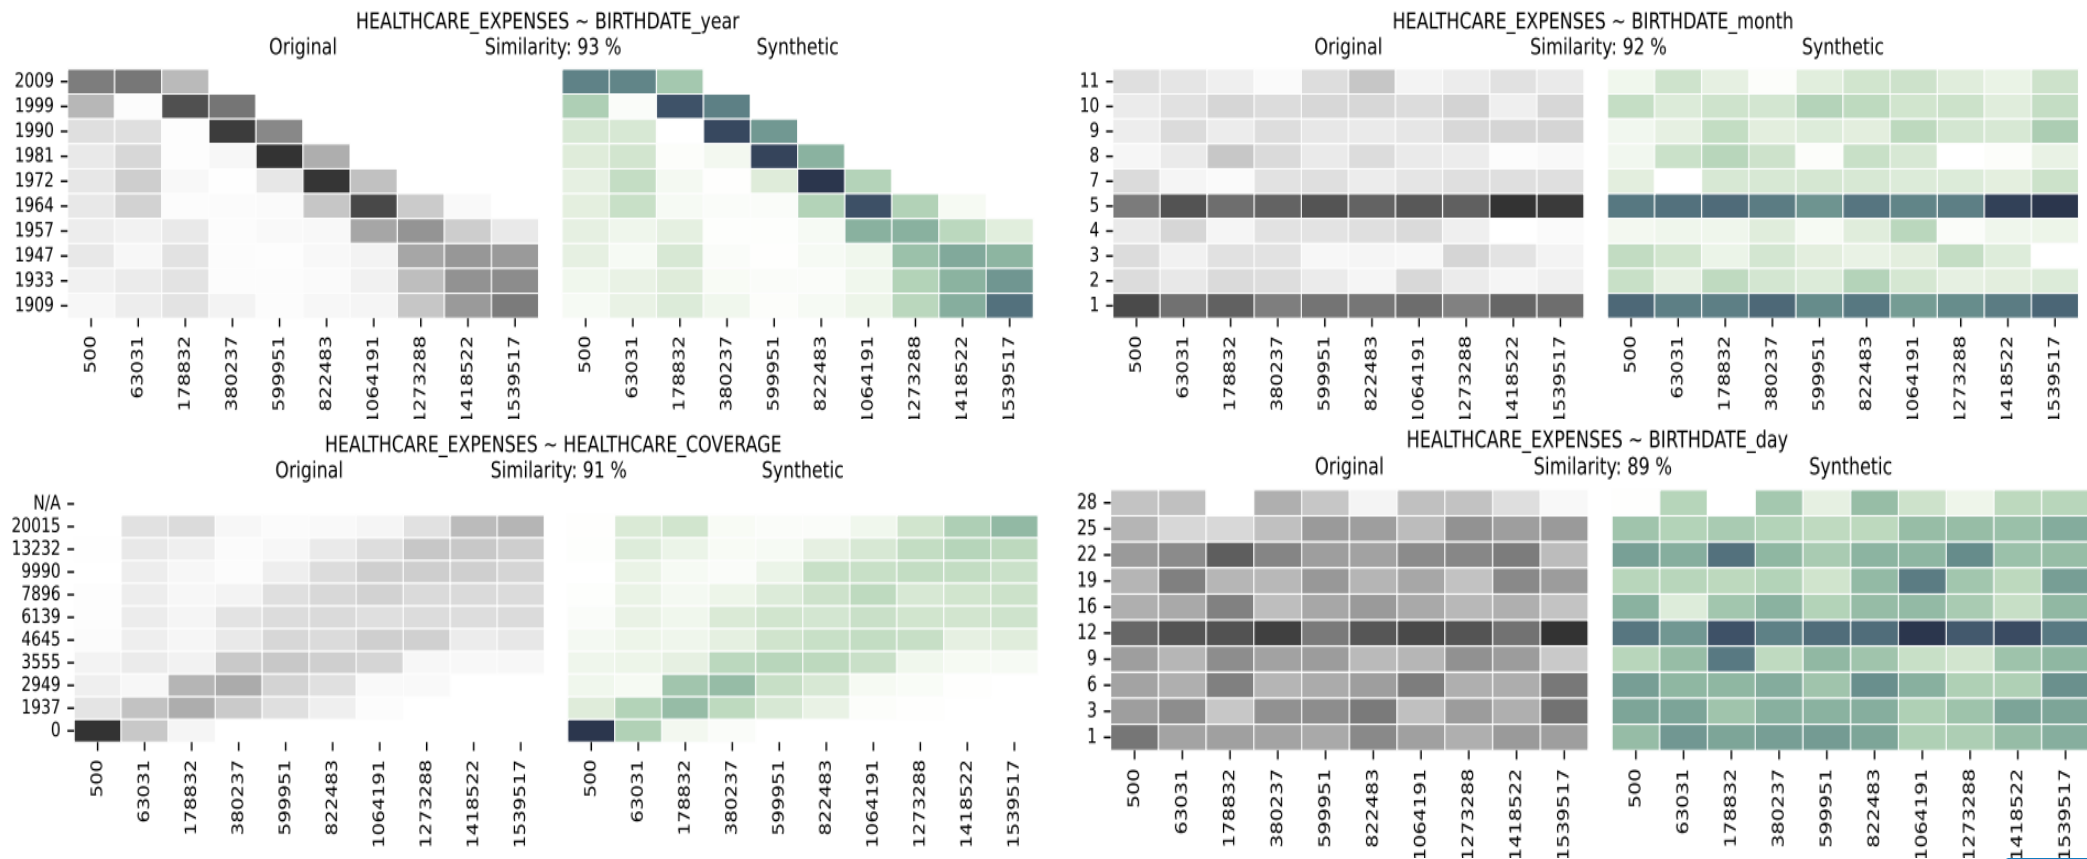 HEALTHCARE_EXPENSES ~ BIRTHDATE_year
Original Similarity: 93 % Synthetic
2009
1999
1990
1981
1972
1964
1957
1947
1933
1909
500 63031 178832 380237 599951 822483 1064191 1273288 1418522 1539517
500 63031 178832 380237 599951 822483 1064191 1273288 1418522 1539517
HEALTHCARE_EXPENSES ~ BIRTHDATE_month
Original Similarity: 92 % Synthetic
11
10
9
8
7
5
4
3
2
1
500 63031 178832 380237 599951 822483 1064191 1273288 1418522 1539517
500 63031 178832 380237 599951 822483 1064191 1273288 1418522 1539517
HEALTHCARE_EXPENSES ~ HEALTHCARE_COVERAGE
Original Similarity: 91 % Synthetic
N/A
20015
13232
9990
7896
6139
4645
3555
2949
1937
0
500 63031 178832 380237 599951 822483 1064191 1273288 1418522 1539517
500 63031 178832 380237 599951 822483 1064191 1273288 1418522 1539517
HEALTHCARE_EXPENSES ~ BIRTHDATE_day
Original Similarity: 89 % Synthetic
28
25
22
19
16
12
9
6
3
1
500 63031 178832 380237 599951 822483 1064191 1273288 1418522 1539517
500 63031 178832 380237 599951 822483 1064191 1273288 1418522 1539517